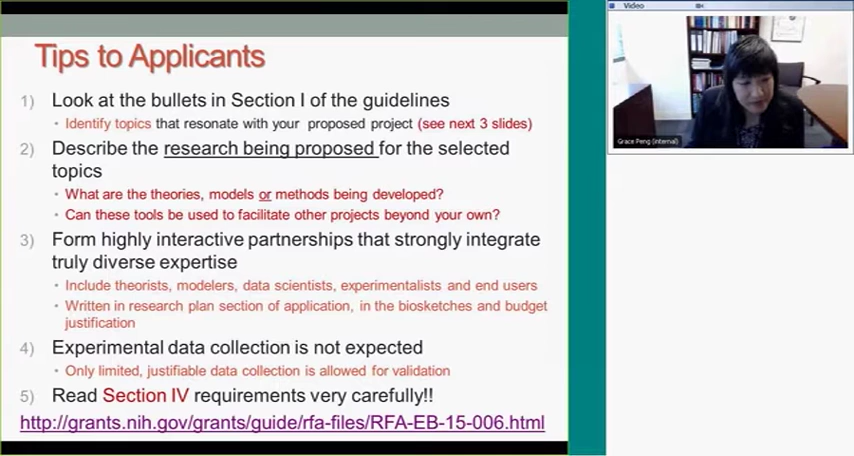 Tips to Applicants
1) Look at the bullets in Section I of the guidelines
• Identify topics that resonate with your proposed project (see next 3 slides)
2) Describe the research being proposed for the selected
topics
• What are the theories, models or methods being developed?
• Can these tools be used to facilitate other projects beyond your own?
3) Form highly interactive partnerships that strongly integrate
truly diverse expertise
• Include theorists, modelers, data scientists, experimentalists and end users
• Written in research plan section of application, in the biosketches and budget
justification
4) Experimental data collection is not expected
• Only limited, justifiable data collection is allowed for validation
5) Read Section IV requirements very carefully!!
http://grants.nih.gov/grants/guide/rfa-files/RFA-EB-15-006.html
Video
Grace Peng (internal)